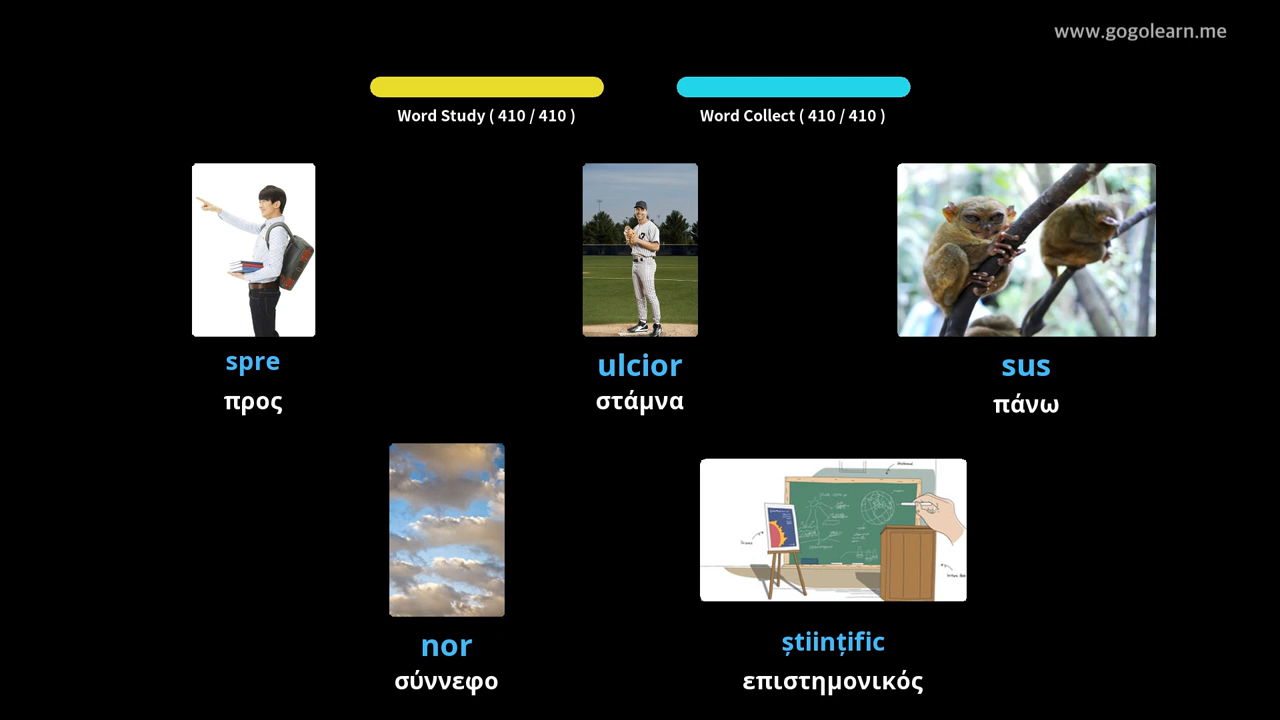 www.gogolearn.me
Word Study ( 410 / 410 )
Word Collect ( 410 / 410 )
spre
ulcior
sus
προς
στάμνα
πάνω
nor
științific
σύννεφο
επιστημονικός